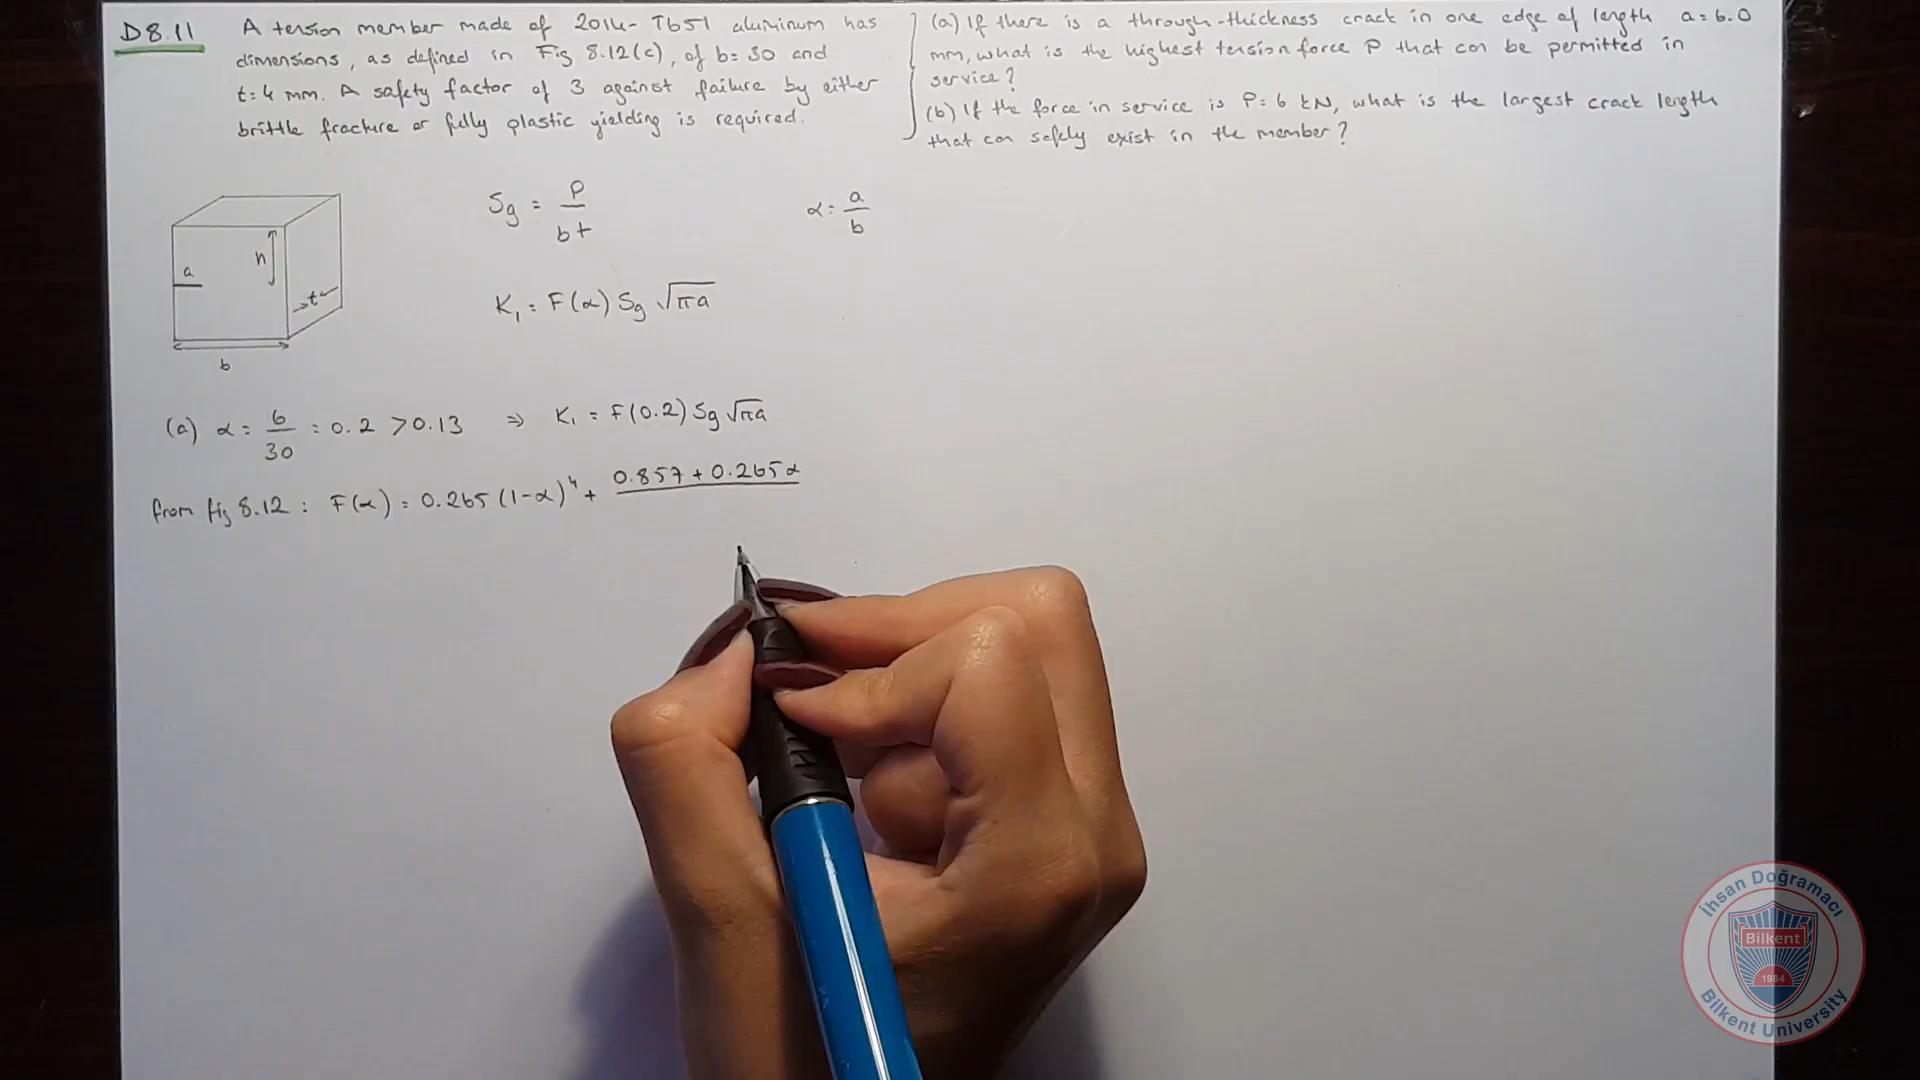 D8.11
A tension member made of 2014-T651 aluminum has
dimensions, as defined in Fig 8.12(c), of b=30 and
t=4 mm. A safety factor of 3 against failure by either
brittle fracture or fully plastic yielding is required.
(a) If there is a through-thickness crack in one edge of length a=6.0
mm, what is the highest tension force P that can be permitted in
service?
(b) If the force in service is P=6 kN, what is the largest crack length
that can safely exist in the member?
a
h
t
b
Sg = P / bt
α = a / b
K₁ = F(α) Sg √πa
(a) α = 6/30 = 0.2 > 0.13 ⇒ K₁ = F(0.2) Sg √πa
from fig 8.12 : F(α) = 0.265 (1-α)⁴ + 0.857 + 0.265α
İhsan Doğramacı
Bilkent
1984
Bilkent University